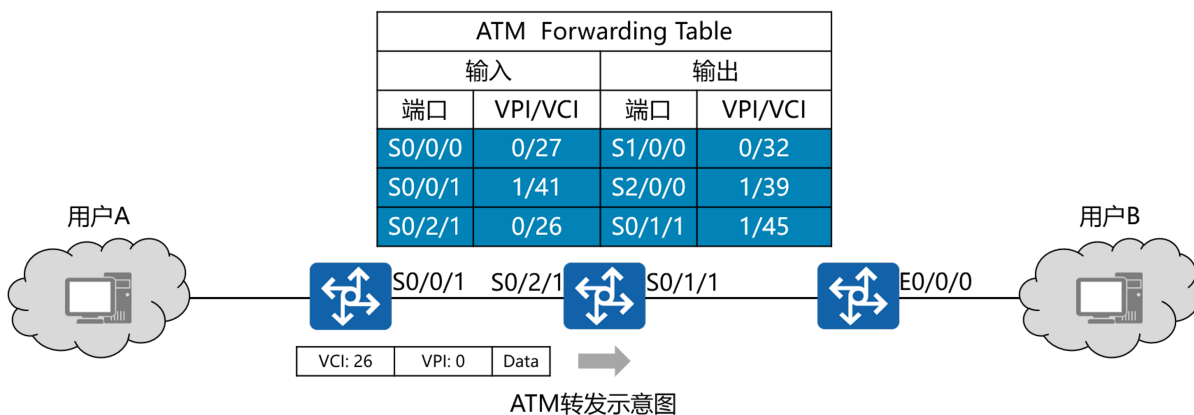 ATM Forwarding Table
输入 输出
端口 VPI/VCI 端口 VPI/VCI
S0/0/0 0/27 S1/0/0 0/32
S0/0/1 1/41 S2/0/0 1/39
S0/2/1 0/26 S0/1/1 1/45
用户A 用户B
S0/0/1 S0/2/1 S0/1/1 E0/0/0
VCI: 26 VPI: 0 Data
ATM转发示意图